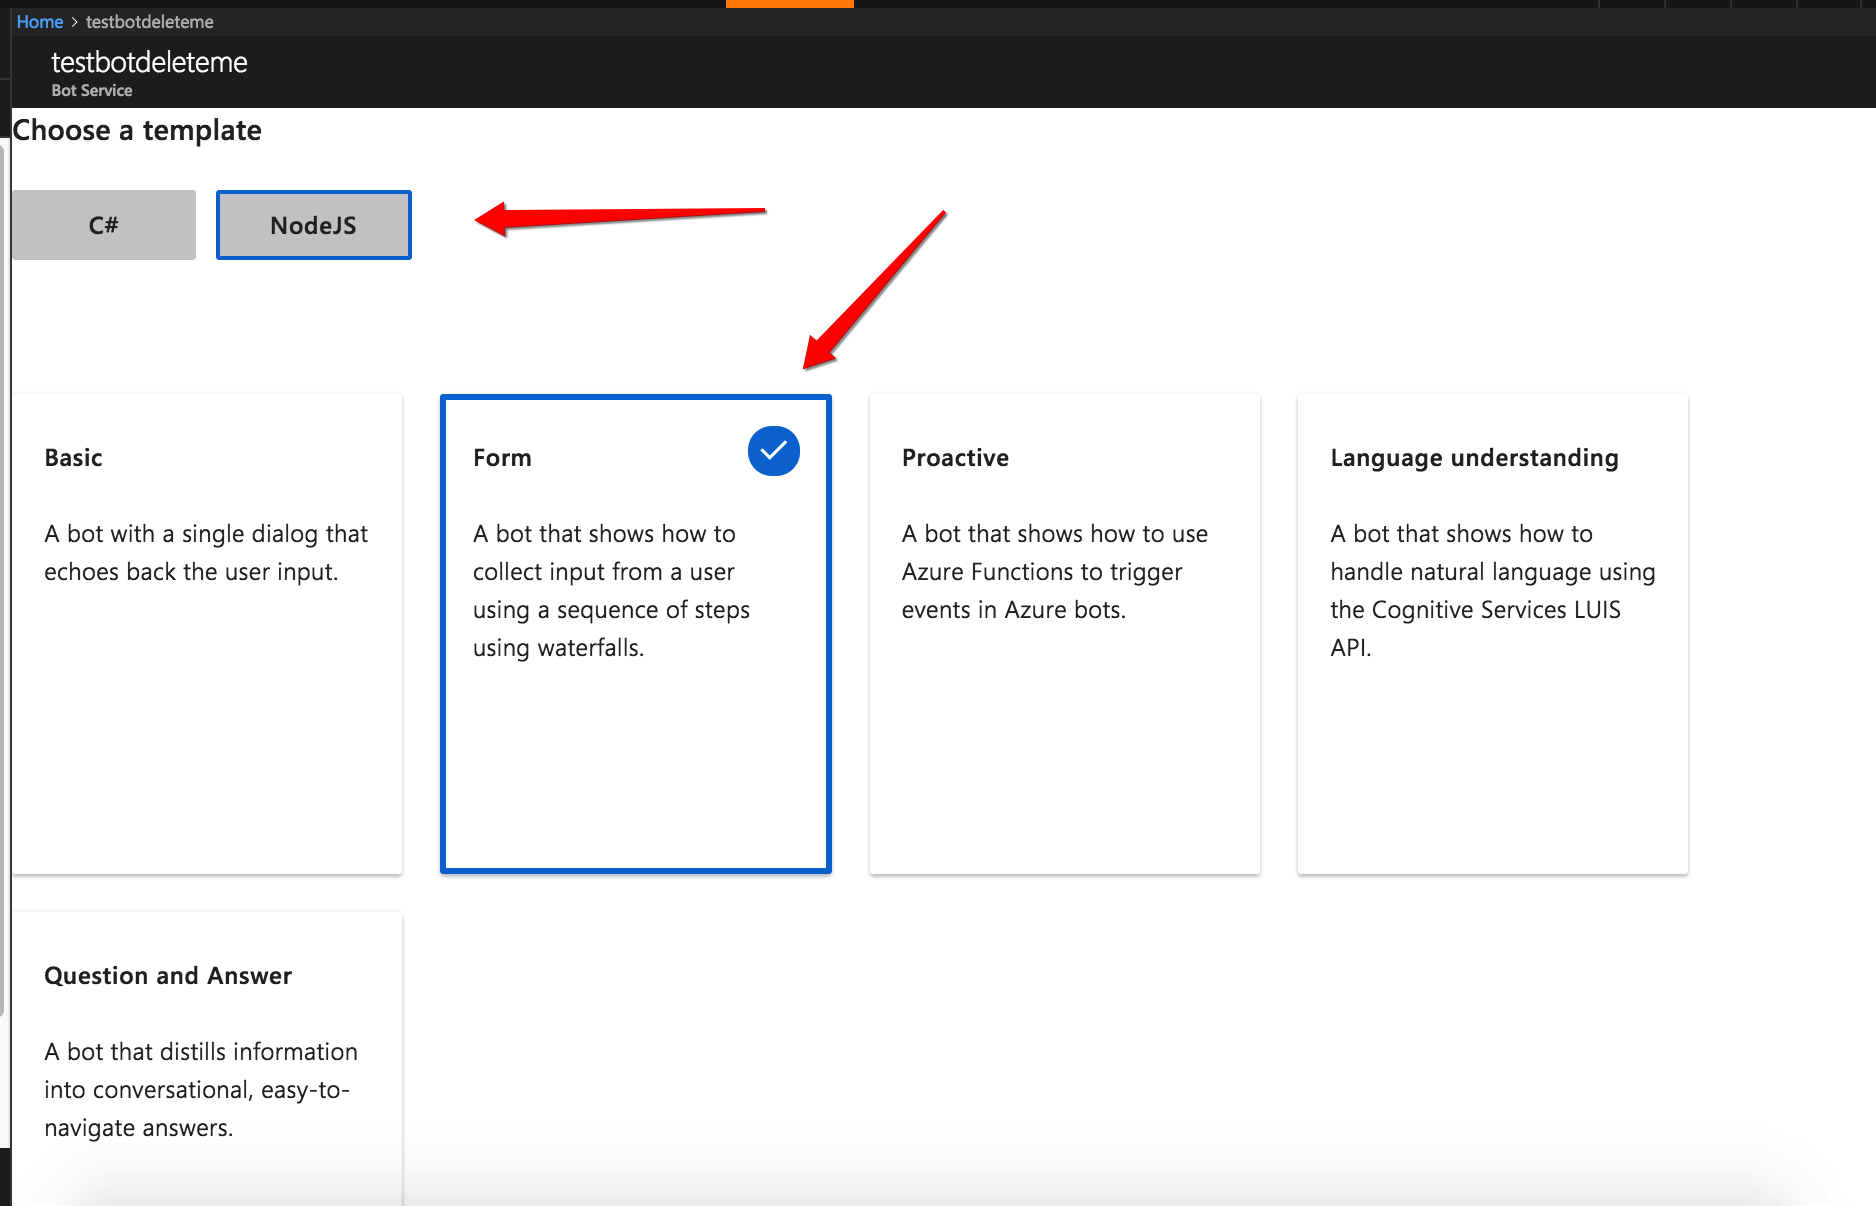 Home > testbotdeleteme
testbotdeleteme
Bot Service
Choose a template
C#
NodeJS
Basic
A bot with a single dialog that
echoes back the user input.
Form
A bot that shows how to
collect input from a user
using a sequence of steps
using waterfalls.
Proactive
A bot that shows how to use
Azure Functions to trigger
events in Azure bots.
Language understanding
A bot that shows how to
handle natural language using
the Cognitive Services LUIS
API.
Question and Answer
A bot that distills information
into conversational, easy-to-
navigate answers.